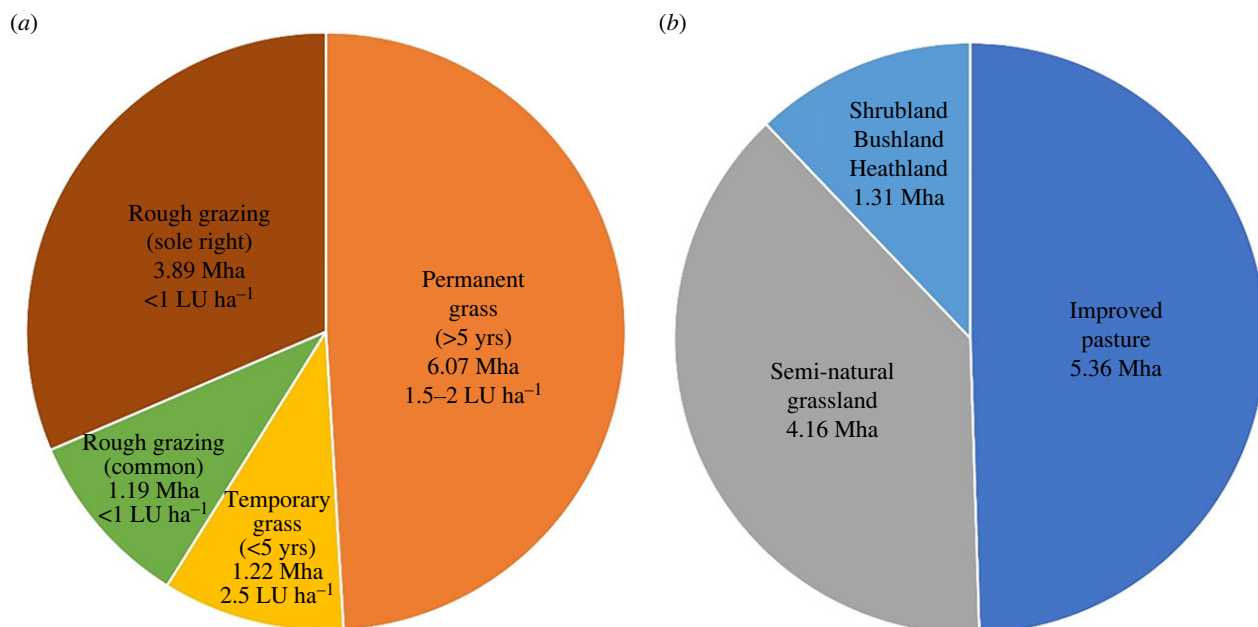 (a)
Rough grazing
(sole right)
3.89 Mha
<1 LU ha⁻¹
Permanent
grass
(>5 yrs)
6.07 Mha
1.5–2 LU ha⁻¹
Rough grazing
(common)
1.19 Mha
<1 LU ha⁻¹
Temporary
grass
(<5 yrs)
1.22 Mha
2.5 LU ha⁻¹
(b)
Shrubland
Bushland
Heathland
1.31 Mha
Improved
pasture
5.36 Mha
Semi-natural
grassland
4.16 Mha